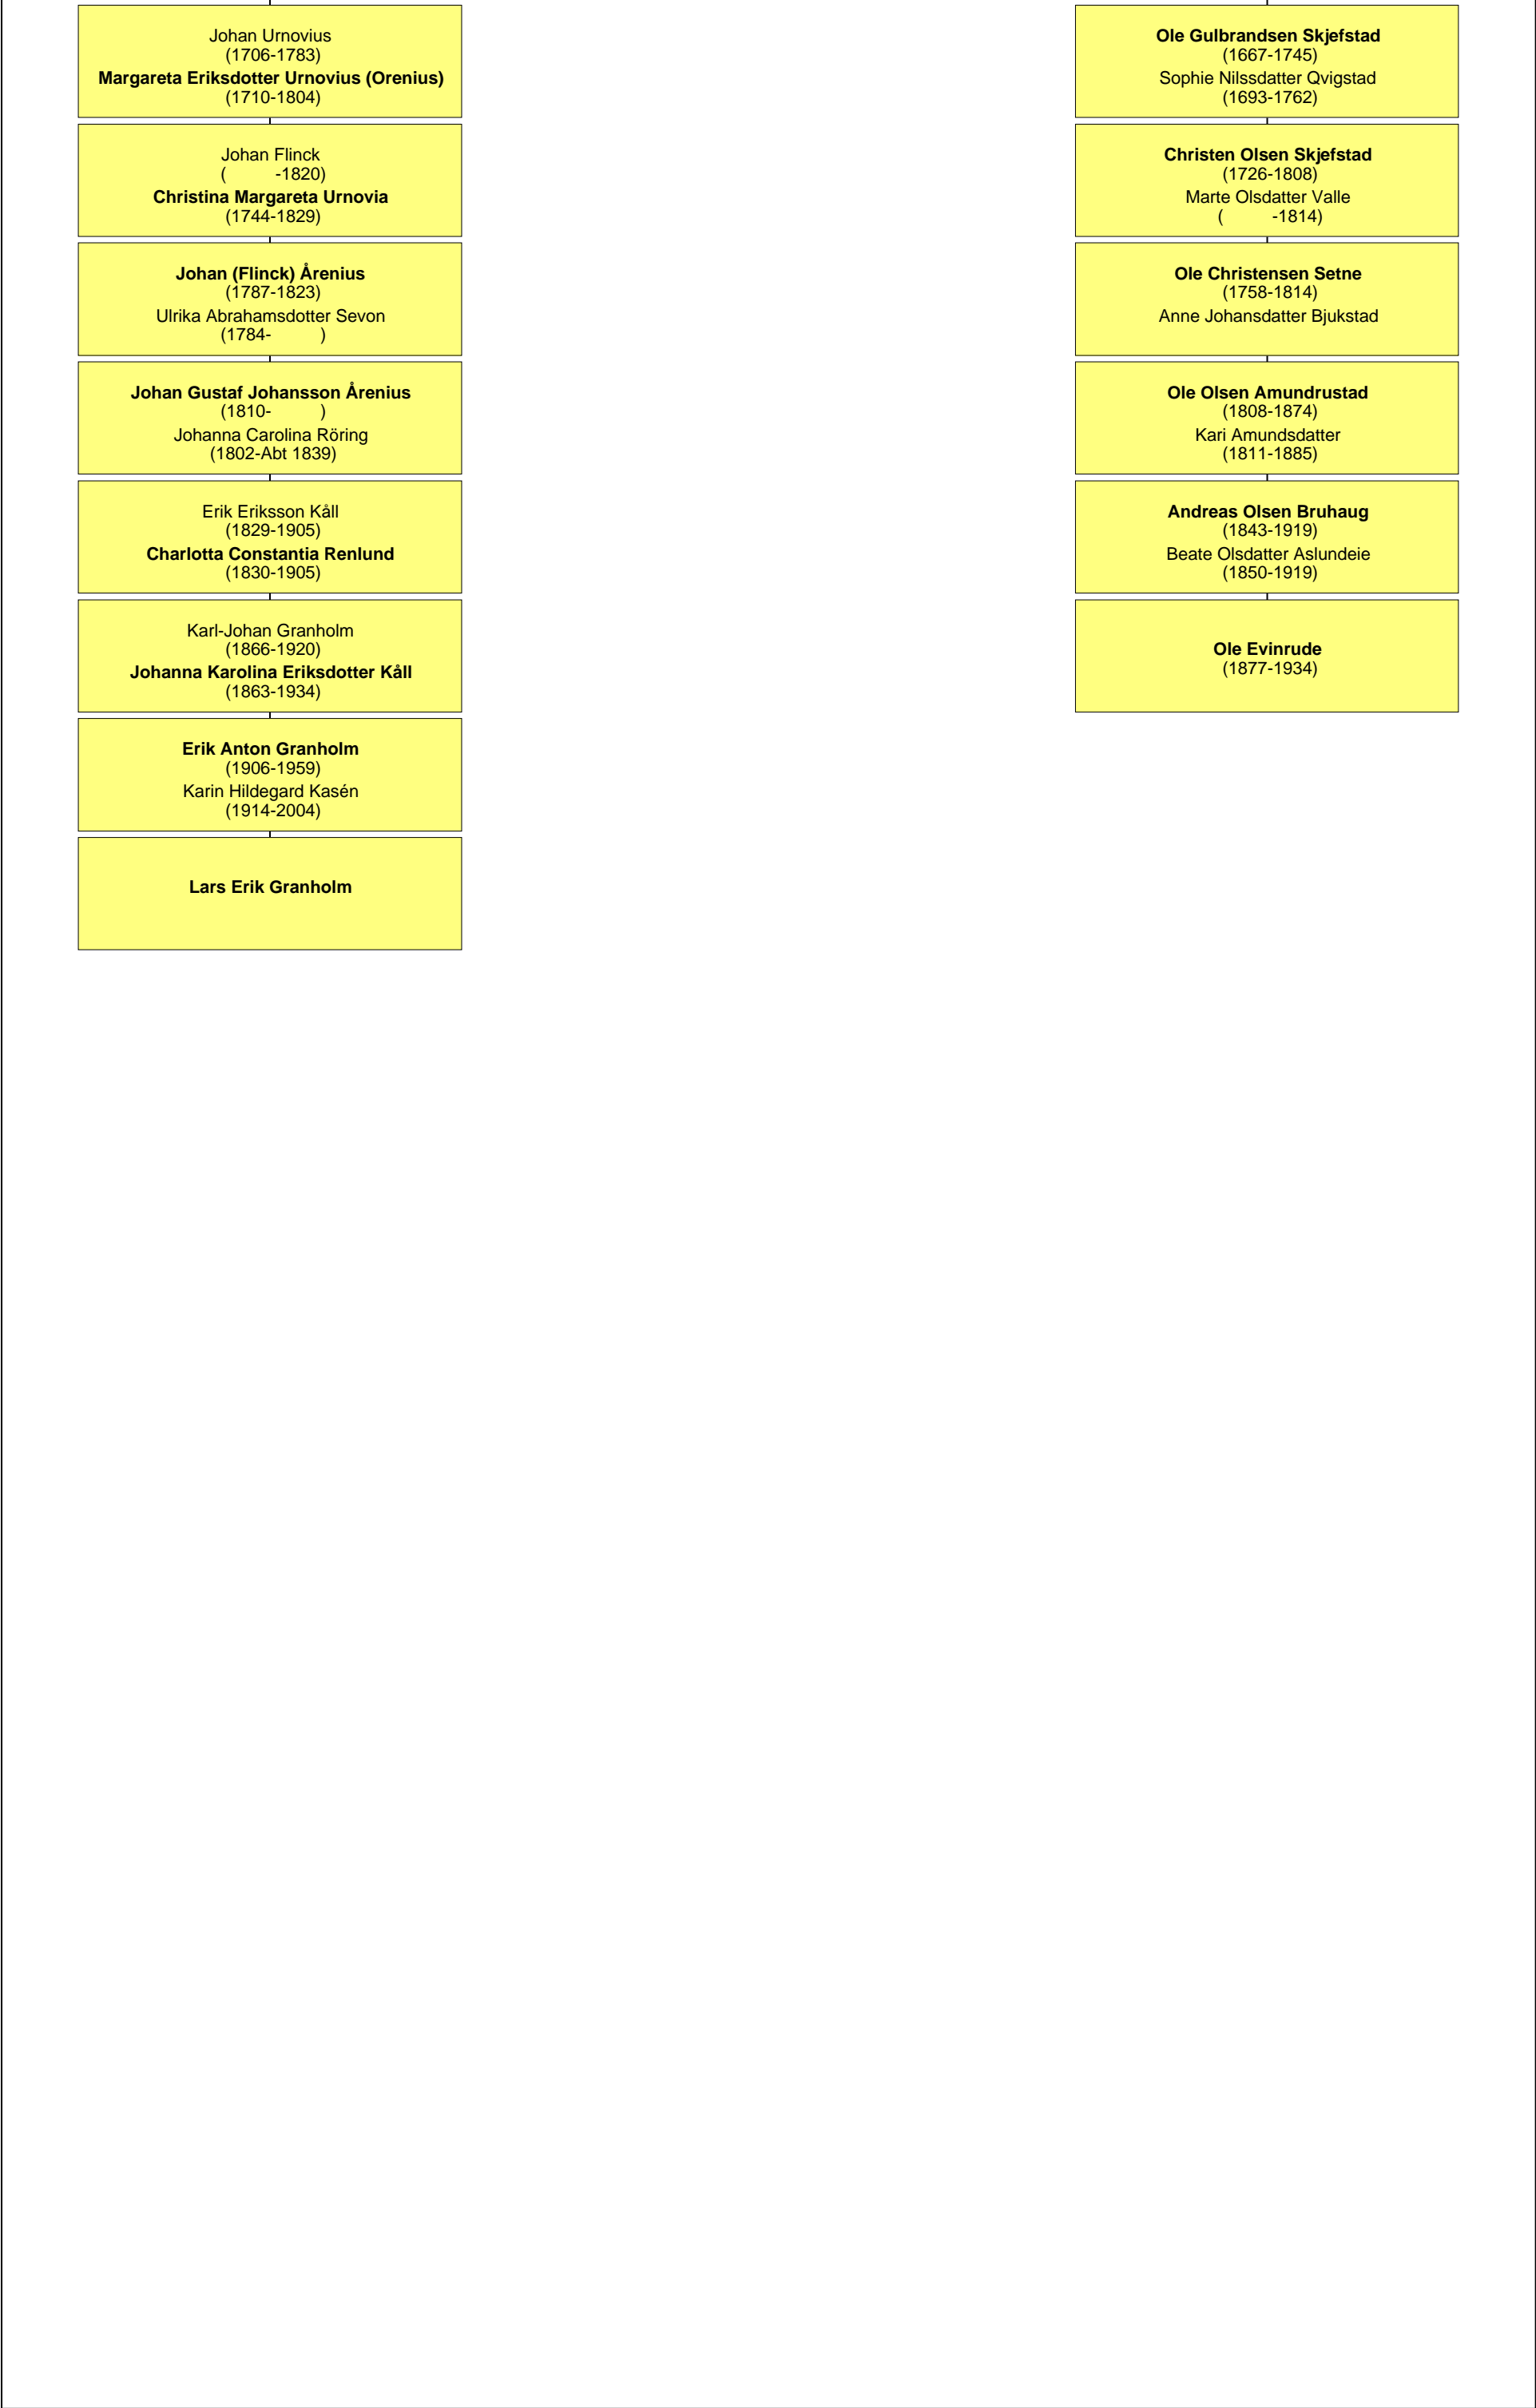 Johan Urnovius
(1706-1783)
Margareta Eriksdotter Urnovius (Orenius)
(1710-1804)
Johan Flinck
( -1820)
Christina Margareta Urnovia
(1744-1829)
Johan (Flinck) Årenius
(1787-1823)
Ulrika Abrahamsdotter Sevon
(1784- )
Johan Gustaf Johansson Årenius
(1810- )
Johanna Carolina Röring
(1802-Abt 1839)
Erik Eriksson Kåll
(1829-1905)
Charlotta Constantia Renlund
(1830-1905)
Karl-Johan Granholm
(1866-1920)
Johanna Karolina Eriksdotter Kåll
(1863-1934)
Erik Anton Granholm
(1906-1959)
Karin Hildegard Kasén
(1914-2004)
Lars Erik Granholm
Ole Gulbrandsen Skjefstad
(1667-1745)
Sophie Nilssdatter Qvigstad
(1693-1762)
Christen Olsen Skjefstad
(1726-1808)
Marte Olsdatter Valle
( -1814)
Ole Christensen Setne
(1758-1814)
Anne Johansdatter Bjukstad
Ole Olsen Amundrustad
(1808-1874)
Kari Amundsdatter
(1811-1885)
Andreas Olsen Bruhaug
(1843-1919)
Beate Olsdatter Aslundeie
(1850-1919)
Ole Evinrude
(1877-1934)